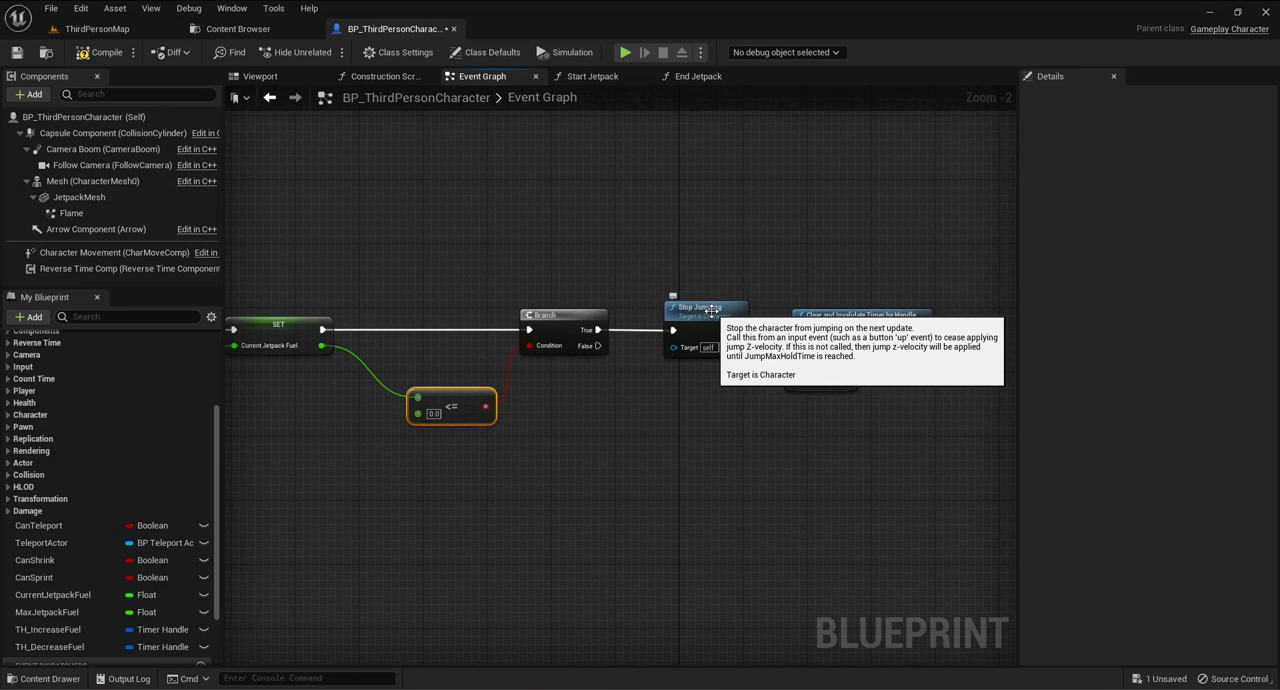 File Edit Asset View Debug Window Tools Help
ThirdPersonMap Content Browser BP_ThirdPersonCharac... •
Parent class: Gameplay Character
Compile Diff Find Hide Unrelated Class Settings Class Defaults Simulation No debug object selected
Components
Viewport Construction Scr... Event Graph Start Jetpack End Jetpack
Details
Add Search
BP_ThirdPersonCharacter > Event Graph
Zoom -2
BP_ThirdPersonCharacter (Self)
Capsule Component (CollisionCylinder) Edit in C
Camera Boom (CameraBoom) Edit in C++
Follow Camera (FollowCamera) Edit in C++
Mesh (CharacterMesh0) Edit in C++
JetpackMesh
Flame
Arrow Component (Arrow) Edit in C++
Character Movement (CharMoveComp) Edit in
Reverse Time Comp (Reverse Time Component
My Blueprint
Add Search
Components
Reverse Time
Camera
Input
Count Time
Player
Health
Character
Pawn
Replication
Rendering
Actor
Collision
HLOD
Transformation
Damage
CanTeleport Boolean
TeleportActor BP Teleport Ac
CanShrink Boolean
CanSprint Boolean
CurrentJetpackFuel Float
MaxJetpackFuel Float
TH_IncreaseFuel Timer Handle
TH_DecreaseFuel Timer Handle
EVENT DISPATCHERS
SET
Current Jetpack Fuel
0.0 <=
Branch
True
Condition False
Stop Jumping
Target is Character
Target self
Clear and Invalidate Timer by Handle
Stop the character from jumping on the next update.
Call this from an input event (such as a button 'up' event) to cease applying
jump Z-velocity. If this is not called, then jump z-velocity will be applied
until JumpMaxHoldTime is reached.
Target is Character
BLUEPRINT
Content Drawer Output Log Cmd Enter Console Command 1 Unsaved Source Control